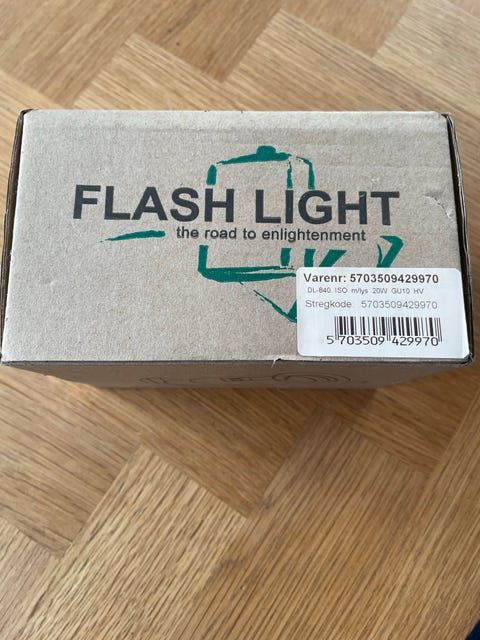 FLASH LIGHT
the road to enlightenment
Varenr: 5703509429970
DL-840 ISO m/lys 20W GU10 HV
Stregkode: 5703509429970
5 703509 429970